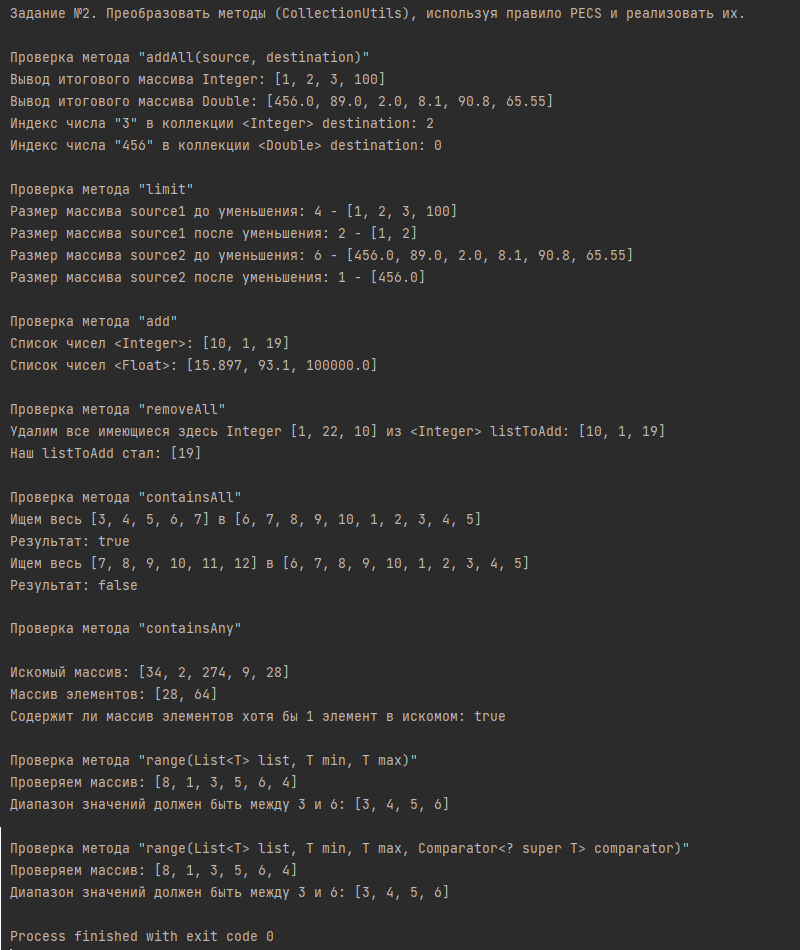 Задание №2. Преобразовать методы (CollectionUtils), используя правило PECS и реализовать их.
Проверка метода "addAll(source, destination)"
Вывод итогового массива Integer: [1, 2, 3, 100]
Вывод итогового массива Double: [456.0, 89.0, 2.0, 8.1, 90.8, 65.55]
Индекс числа "3" в коллекции <Integer> destination: 2
Индекс числа "456" в коллекции <Double> destination: 0
Проверка метода "limit"
Размер массива source1 до уменьшения: 4 - [1, 2, 3, 100]
Размер массива source1 после уменьшения: 2 - [1, 2]
Размер массива source2 до уменьшения: 6 - [456.0, 89.0, 2.0, 8.1, 90.8, 65.55]
Размер массива source2 после уменьшения: 1 - [456.0]
Проверка метода "add"
Список чисел <Integer>: [10, 1, 19]
Список чисел <Float>: [15.897, 93.1, 100000.0]
Проверка метода "removeAll"
Удалим все имеющиеся здесь Integer [1, 22, 10] из <Integer> listToAdd: [10, 1, 19]
Наш listToAdd стал: [19]
Проверка метода "containsAll"
Ищем весь [3, 4, 5, 6, 7] в [6, 7, 8, 9, 10, 1, 2, 3, 4, 5]
Результат: true
Ищем весь [7, 8, 9, 10, 11, 12] в [6, 7, 8, 9, 10, 1, 2, 3, 4, 5]
Результат: false
Проверка метода "containsAny"
Искомый массив: [34, 2, 274, 9, 28]
Массив элементов: [28, 64]
Содержит ли массив элементов хотя бы 1 элемент в искомом: true
Проверка метода "range(List<T> list, T min, T max)"
Проверяем массив: [8, 1, 3, 5, 6, 4]
Диапазон значений должен быть между 3 и 6: [3, 4, 5, 6]
Проверка метода "range(List<T> list, T min, T max, Comparator<? super T> comparator)"
Проверяем массив: [8, 1, 3, 5, 6, 4]
Диапазон значений должен быть между 3 и 6: [3, 4, 5, 6]
Process finished with exit code 0